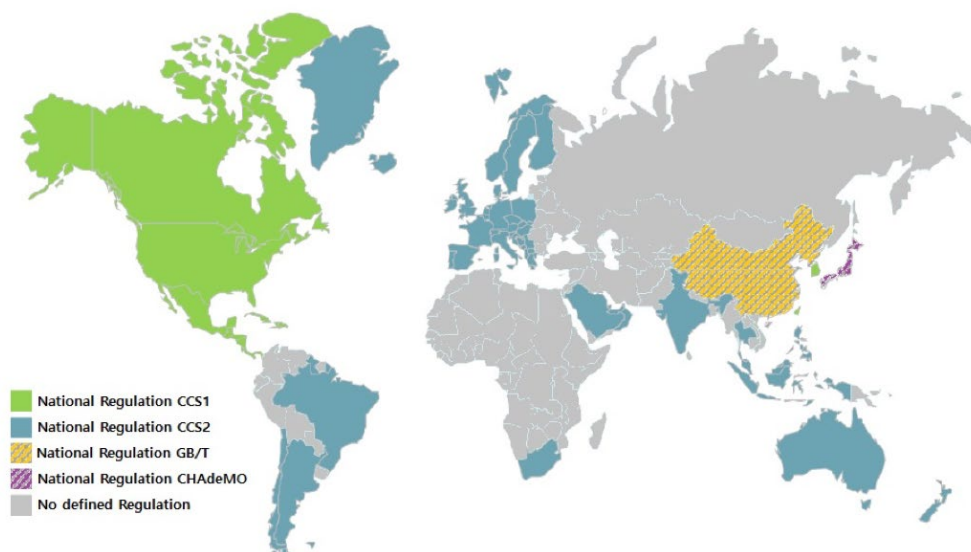 National Regulation CCS1
National Regulation CCS2
National Regulation GB/T
National Regulation CHAdeMO
No defined Regulation